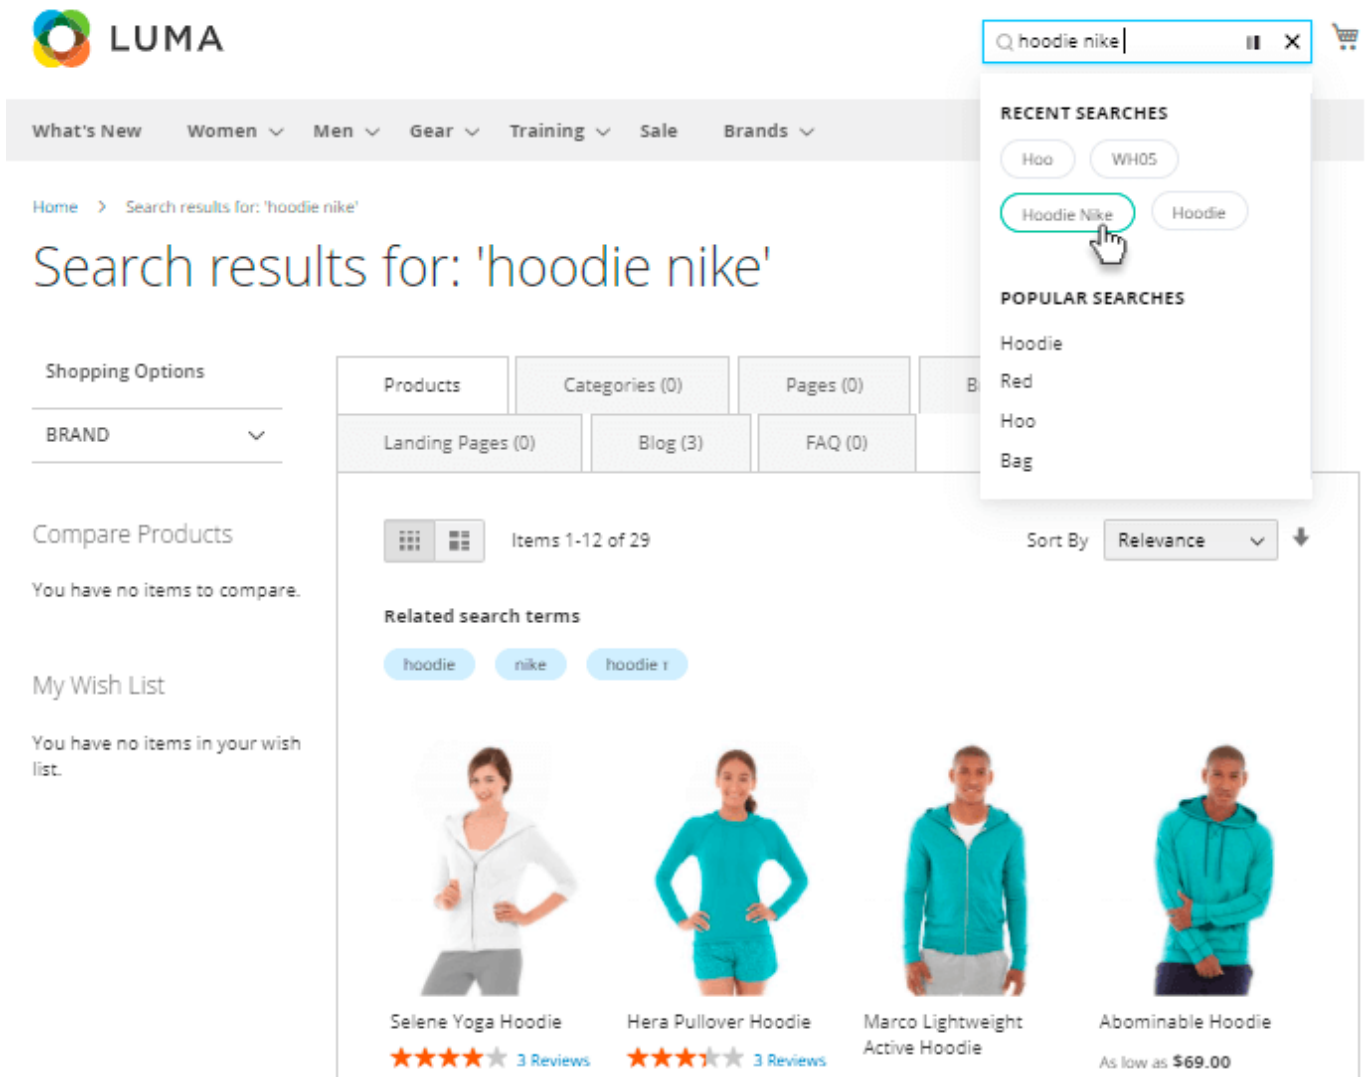 LUMA
hoodie nike
What's New Women Men Gear Training Sale Brands
RECENT SEARCHES
Hoo WH05
Hoodie Nike Hoodie
POPULAR SEARCHES
Hoodie
Red
Hoo
Bag
Home > Search results for: 'hoodie nike'
Search results for: 'hoodie nike'
Shopping Options
BRAND
Compare Products
You have no items to compare.
My Wish List
You have no items in your wish
list.
Products Categories (0) Pages (0)
Landing Pages (0) Blog (3) FAQ (0)
Items 1-12 of 29
Sort By Relevance
Related search terms
hoodie nike hoodie
Selene Yoga Hoodie
3 Reviews
Hera Pullover Hoodie
3 Reviews
Marco Lightweight
Active Hoodie
Abominable Hoodie
As low as $69.00